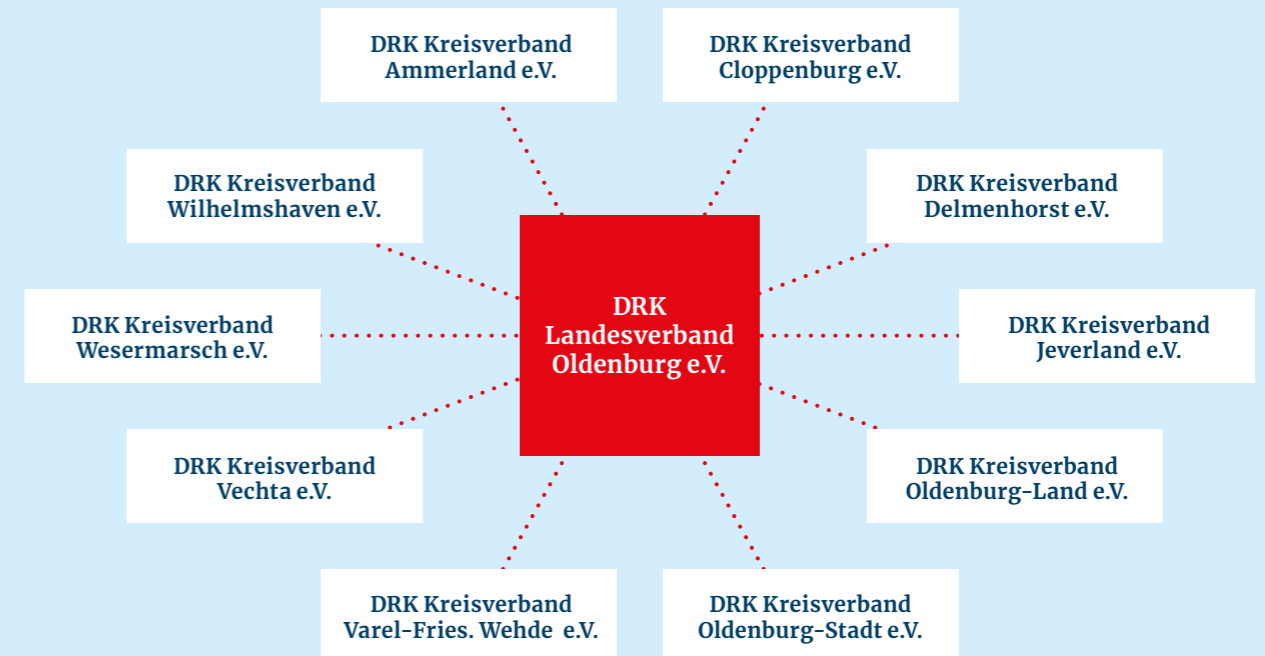 DRK Kreisverband
Ammerland e.V.
DRK Kreisverband
Cloppenburg e.V.
DRK Kreisverband
Wilhelmshaven e.V.
DRK Kreisverband
Delmenhorst e.V.
DRK Kreisverband
Wesermarsch e.V.
DRK
Landesverband
Oldenburg e.V.
DRK Kreisverband
Jeverland e.V.
DRK Kreisverband
Vechta e.V.
DRK Kreisverband
Oldenburg-Land e.V.
DRK Kreisverband
Varel-Fries. Wehde e.V.
DRK Kreisverband
Oldenburg-Stadt e.V.